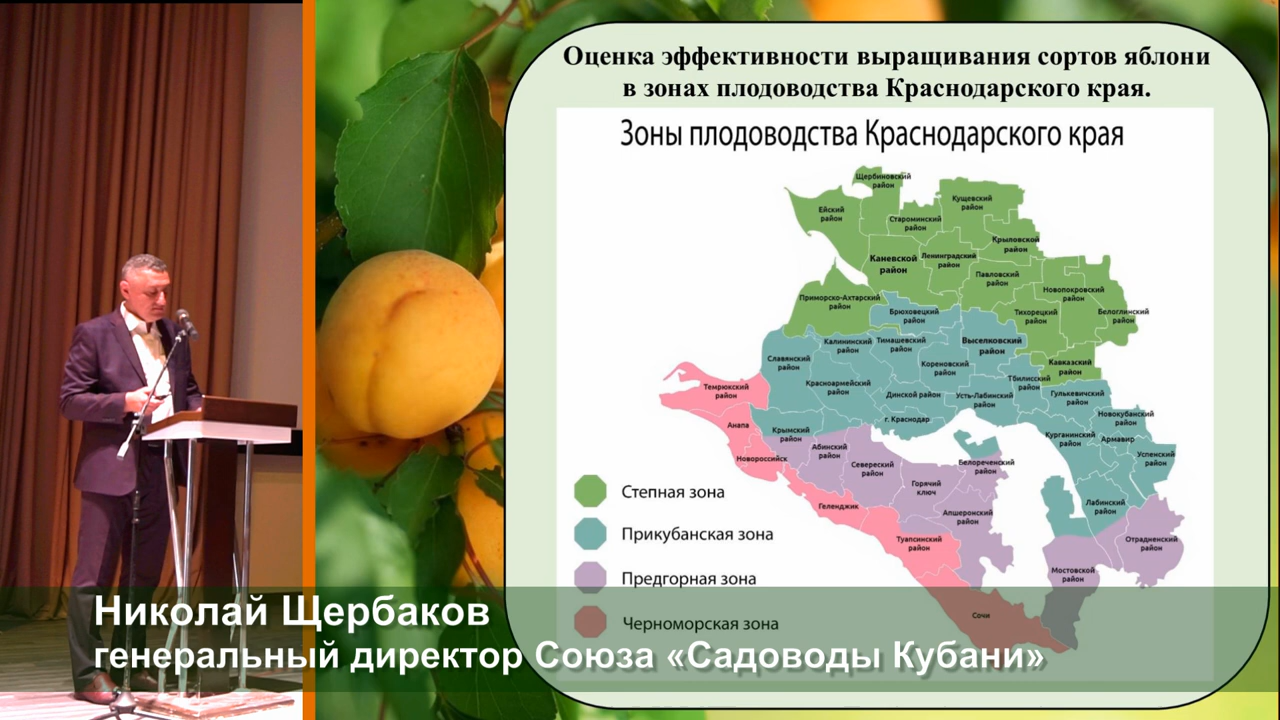 Оценка эффективности выращивания сортов яблони
в зонах плодоводства Краснодарского края.
Зоны плодоводства Краснодарского края
Щербиновский
район
Ейский
район
Староминский
район
Кущевский
район
Крыловской
район
Каневской
район
Ленинградский
район
Павловский
район
Новопокровский
район
Приморско-Ахтарский
район
Брюховецкий
район
Тихорецкий
район
Белоглинский
район
Калининский
район
Тимашевский
район
Выселковский
район
Славянский
район
Кореновский
район
Кавказский
район
Темрюкский
район
Красноармейский
район
Динской район
Усть-Лабинский
район
Тбилисский
район
Гулькевичский
район
Анапа
Крымский
район
г. Краснодар
Новокубанский
район
Курганинский
район
Армавир
Успенский
район
Новороссийск
Абинский
район
Северский
район
Белореченский
район
Горячий
ключ
Геленджик
Апшеронский
район
Лабинский
район
Туапсинский
район
Отрадненский
район
Мостовской
район
Сочи
Степная зона
Прикубанская зона
Предгорная зона
Черноморская зона
Николай Щербаков
генеральный директор Союза «Садоводы Кубани»